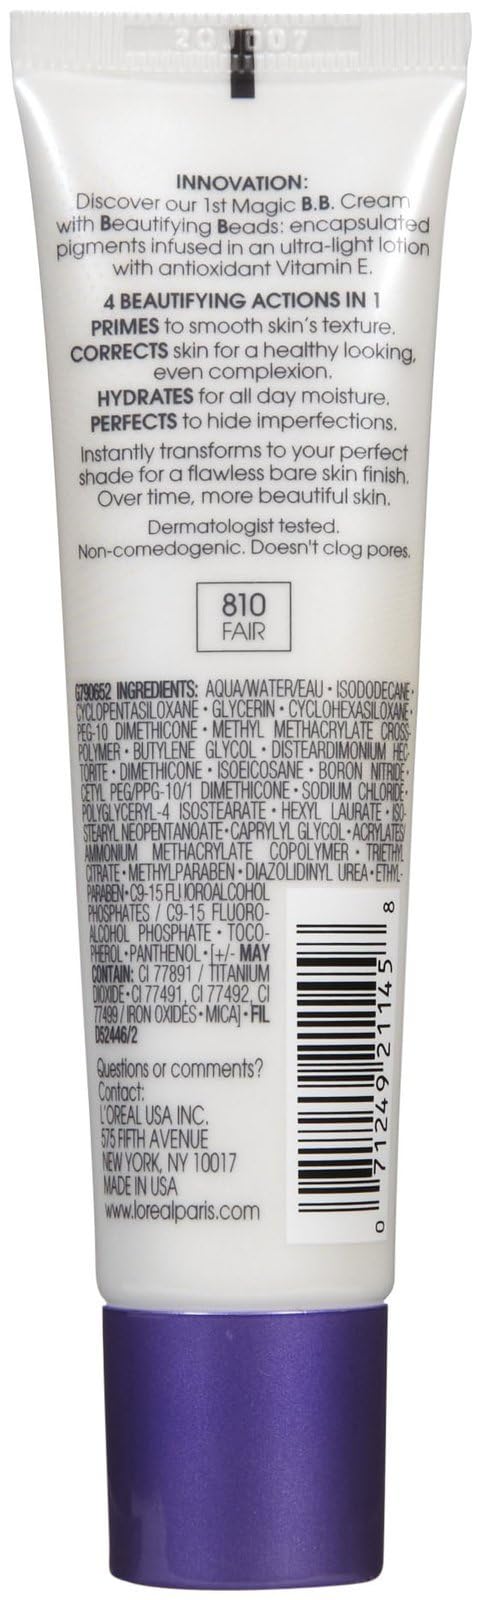 INNOVATION:
Discover our 1st Magic B.B. Cream
with Beautifying Beads: encapsulated
pigments infused in an ultra-light lotion
with antioxidant Vitamin E.
4 BEAUTIFYING ACTIONS IN 1
PRIMES to smooth skin's texture.
CORRECTS skin for a healthy looking,
even complexion.
HYDRATES for all day moisture.
PERFECTS to hide imperfections.
Instantly transforms to your perfect
shade for a flawless bare skin finish.
Over time, more beautiful skin.
Dermatologist tested.
Non-comedogenic. Doesn't clog pores.
810
FAIR
G790652 INGREDIENTS: AQUA/WATER/EAU • ISODODECANE •
CYCLOPENTASILOXANE • GLYCERIN • CYCLOHEXASILOXANE •
PEG-10 DIMETHICONE • METHYL METHACRYLATE CROSS-
POLYMER • BUTYLENE GLYCOL • DISTEARDIMONIUM HEC-
TORITE • DIMETHICONE • ISOEICOSANE • BORON NITRIDE •
CETYL PEG/PPG-10/1 DIMETHICONE • SODIUM CHLORIDE •
POLYGLYCERYL-4 ISOSTEARATE • HEXYL LAURATE • ISO-
STEARYL NEOPENTANOATE • CAPRYLYL GLYCOL • ACRYLATES/
AMMONIUM METHACRYLATE COPOLYMER • TRIETHYL
CITRATE • METHYLPARABEN • DIAZOLIDINYL UREA • ETHYL-
PARABEN • C9-15 FLUOROALCOHOL
PHOSPHATES / C9-15 FLUORO-
ALCOHOL PHOSPHATE • TOCO-
PHEROL • PANTHENOL • [+/- MAY
CONTAIN: CI 77891 / TITANIUM
DIOXIDE • CI 77491, CI 77492, CI
77499 / IRON OXIDES • MICA] • FIL
D52446/2
Questions or comments?
Contact:
L'OREAL USA INC.
575 FIFTH AVENUE
NEW YORK, NY 10017
MADE IN USA
www.lorealparis.com
0 71249 21145 8